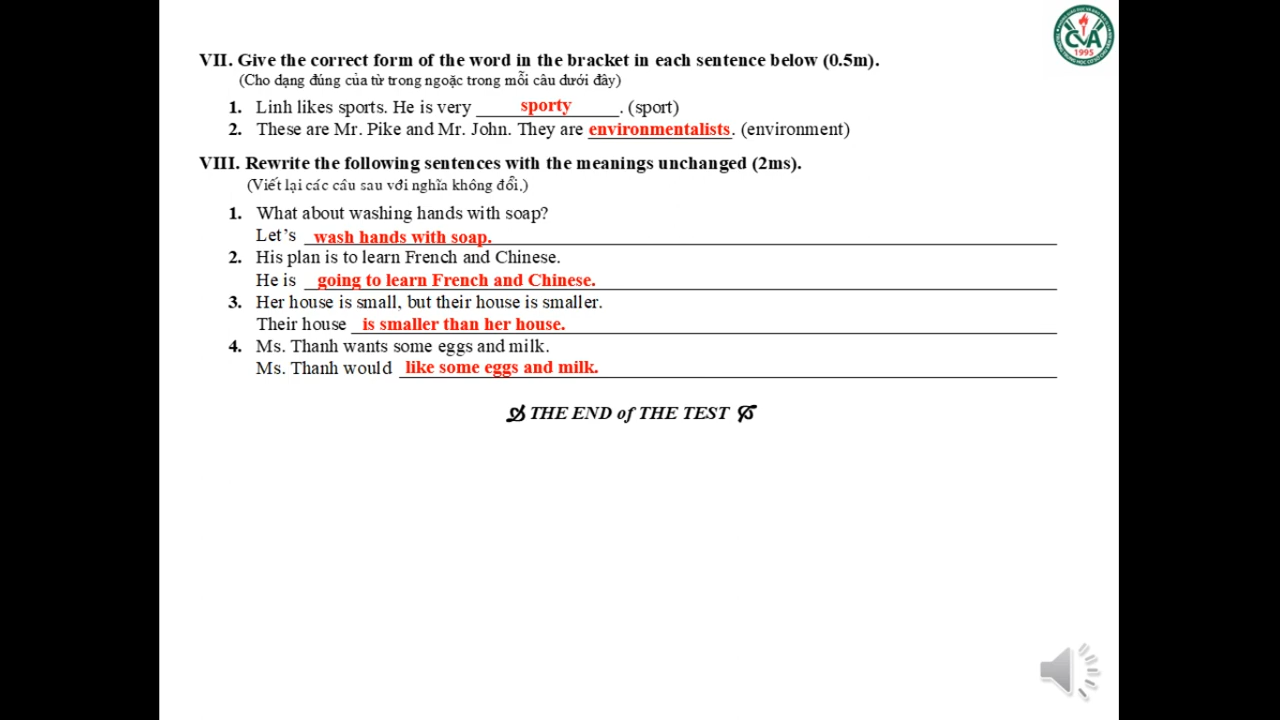 CVA
1995
VII. Give the correct form of the word in the bracket in each sentence below (0.5m).
(Cho dạng đúng của từ trong ngoặc trong mỗi câu dưới đây)
1. Linh likes sports. He is very sporty. (sport)
2. These are Mr. Pike and Mr. John. They are environmentalists. (environment)
VIII. Rewrite the following sentences with the meanings unchanged (2ms).
(Viết lại các câu sau với nghĩa không đổi.)
1. What about washing hands with soap?
Let’s wash hands with soap.
2. His plan is to learn French and Chinese.
He is going to learn French and Chinese.
3. Her house is small, but their house is smaller.
Their house is smaller than her house.
4. Ms. Thanh wants some eggs and milk.
Ms. Thanh would like some eggs and milk.
THE END of THE TEST